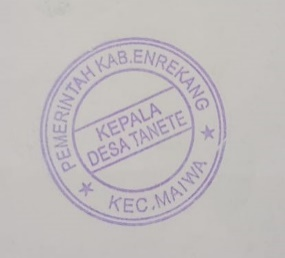 PEMERINTAH KAB.ENREKANG
KEPALA
DESA TANETE
KEC.MAIWA